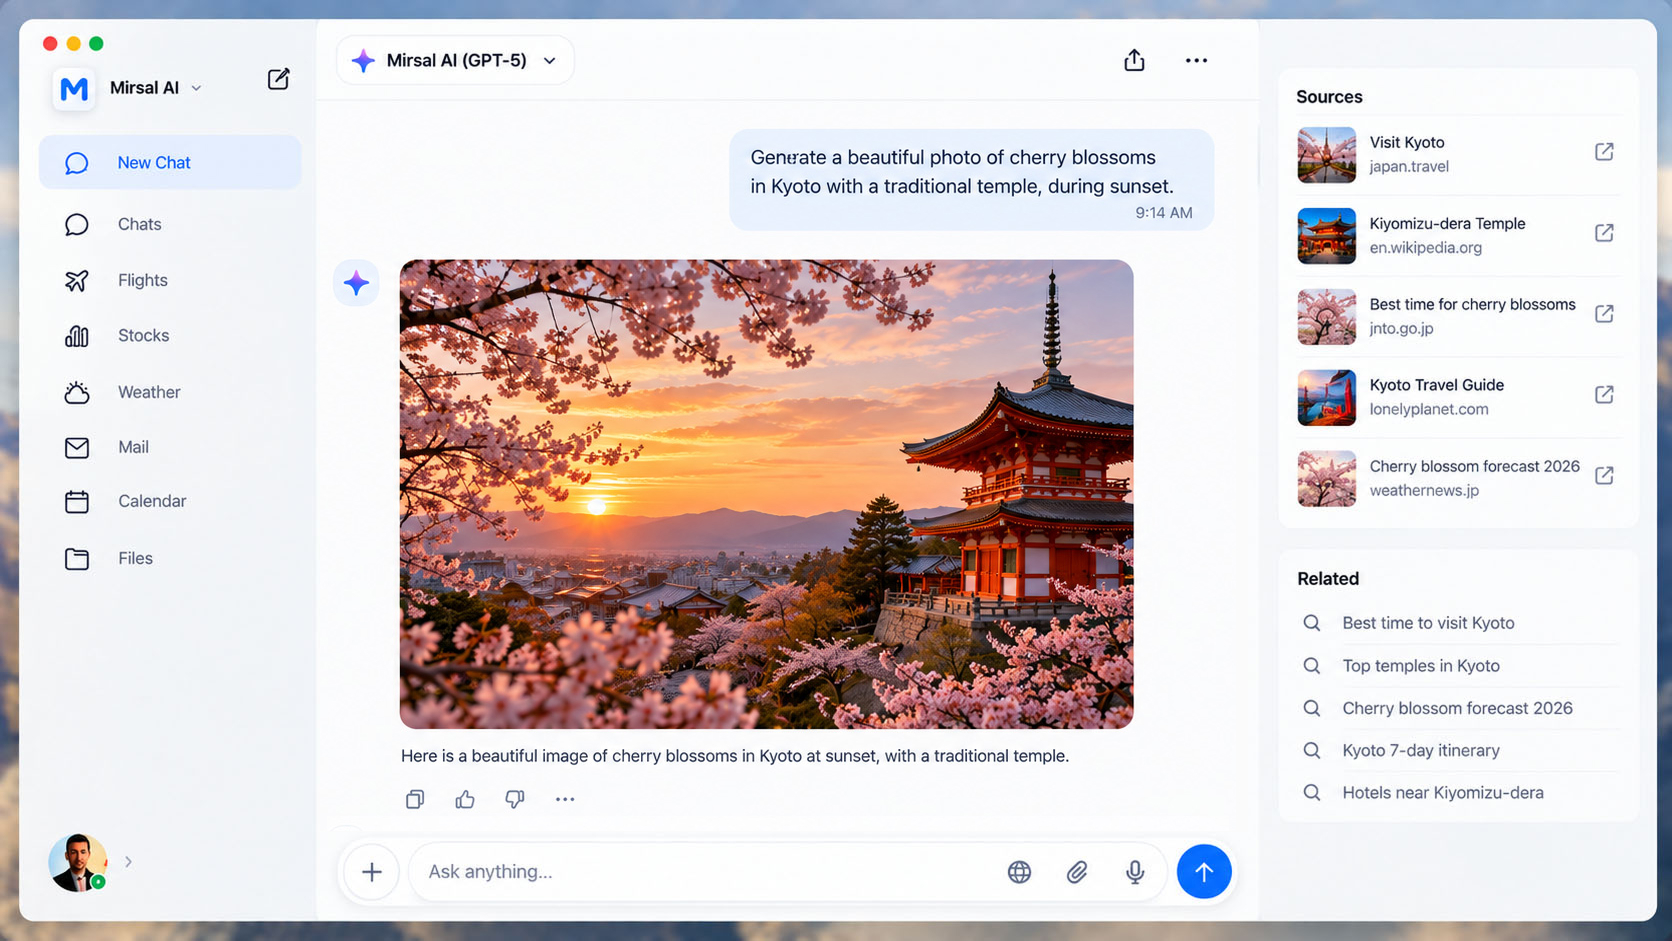 Mirsal AI
New Chat
Chats
Flights
Stocks
Weather
Mail
Calendar
Files
Mirsal AI (GPT-5)
Generate a beautiful photo of cherry blossoms
in Kyoto with a traditional temple, during sunset.
9:14 AM
Here is a beautiful image of cherry blossoms in Kyoto at sunset, with a traditional temple.
Ask anything...
Sources
Visit Kyoto
japan.travel
Kiyomizu-dera Temple
en.wikipedia.org
Best time for cherry blossoms
jnto.go.jp
Kyoto Travel Guide
lonelyplanet.com
Cherry blossom forecast 2026
weathernews.jp
Related
Best time to visit Kyoto
Top temples in Kyoto
Cherry blossom forecast 2026
Kyoto 7-day itinerary
Hotels near Kiyomizu-dera